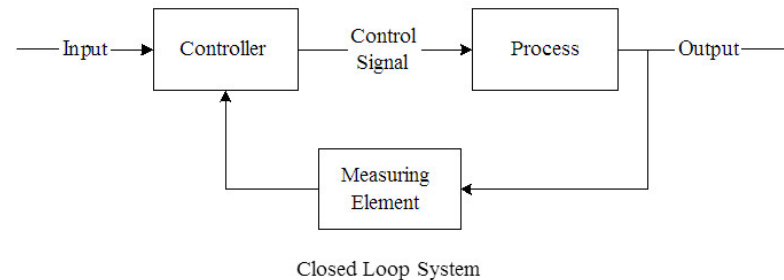 Input
Controller
Control
Signal
Process
Output
Measuring
Element
Closed Loop System